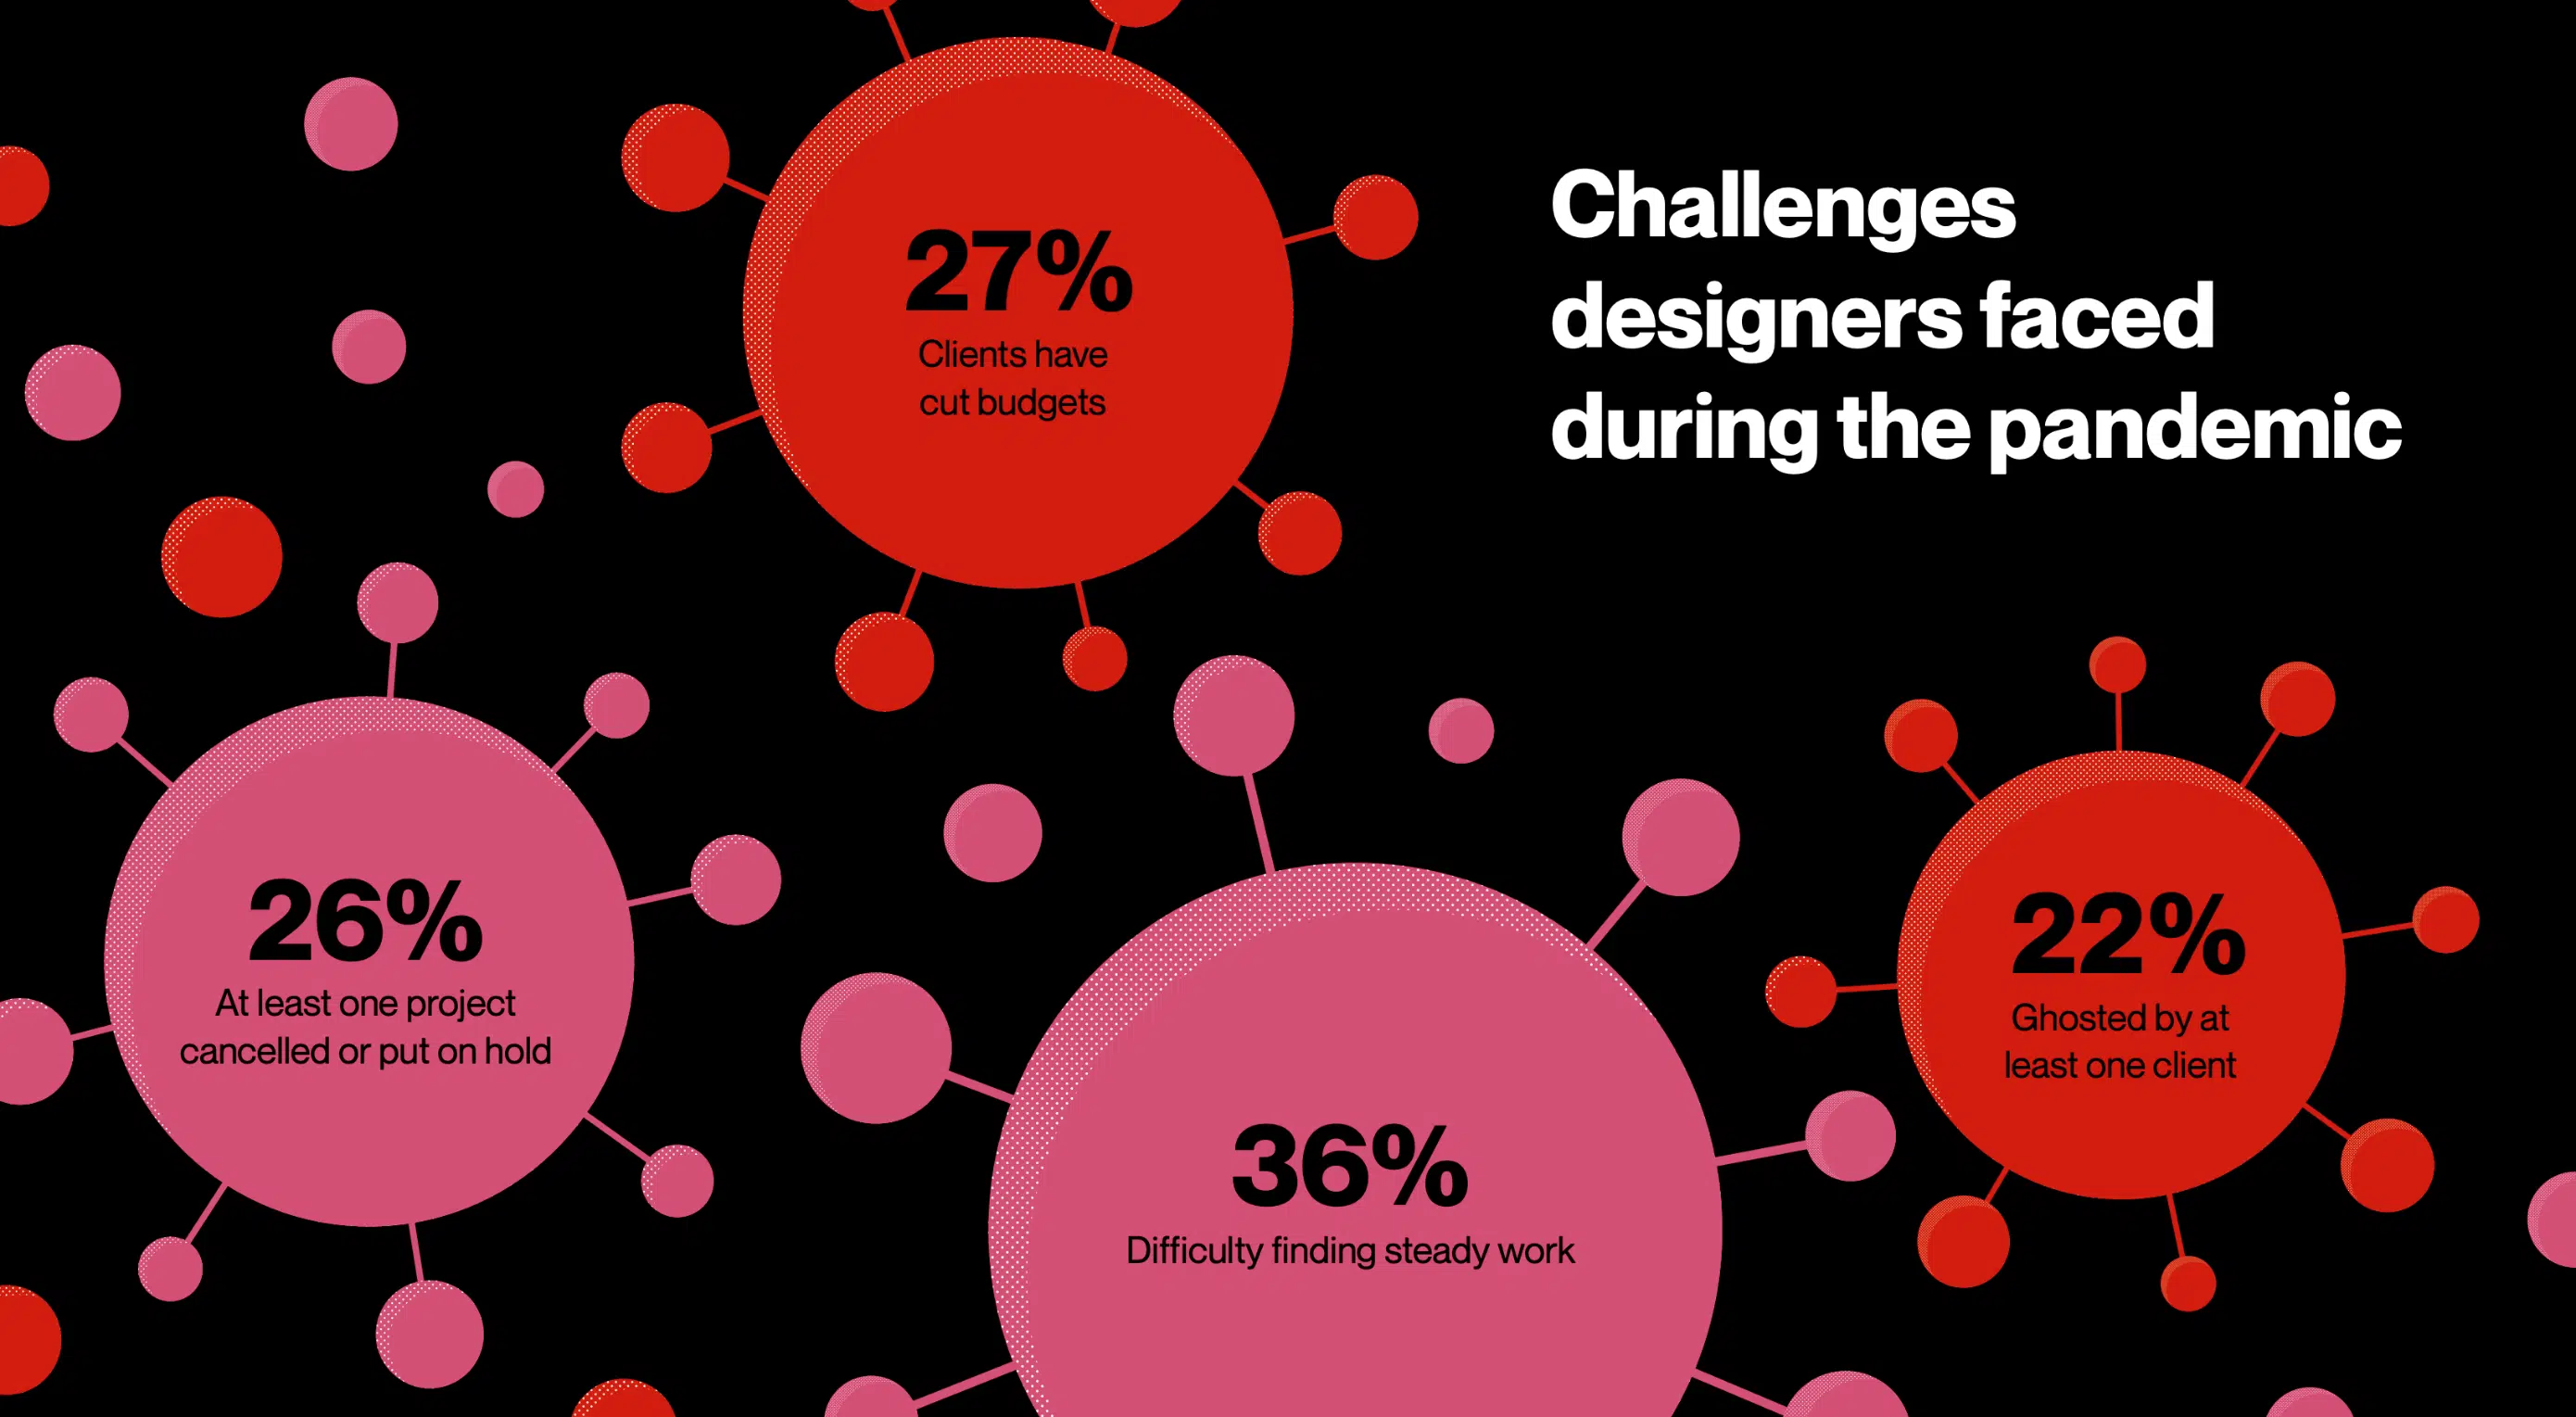 Challenges
designers faced
during the pandemic
27%
Clients have
cut budgets
26%
At least one project
cancelled or put on hold
36%
Difficulty finding steady work
22%
Ghosted by at
least one client